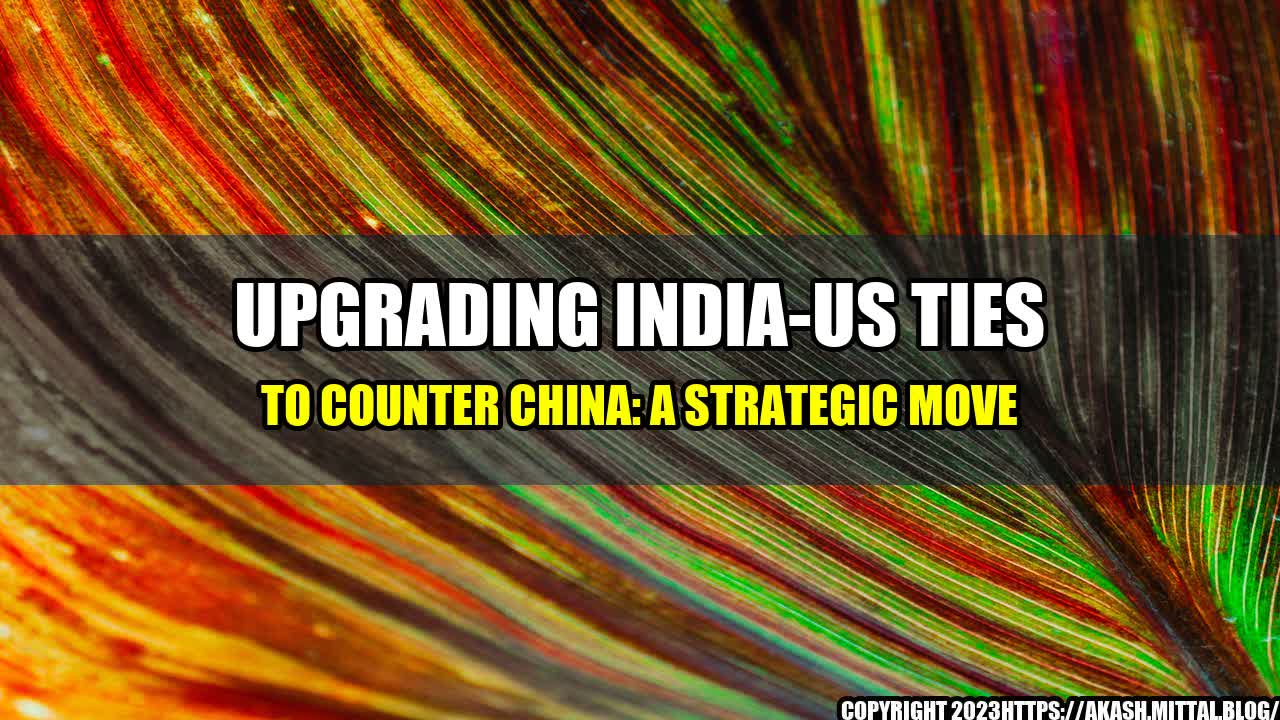 UPGRADING INDIA-US TIES
TO COUNTER CHINA: A STRATEGIC MOVE
COPYRIGHT 2023HTTPS://AKASH.MITTAL.BLOG/